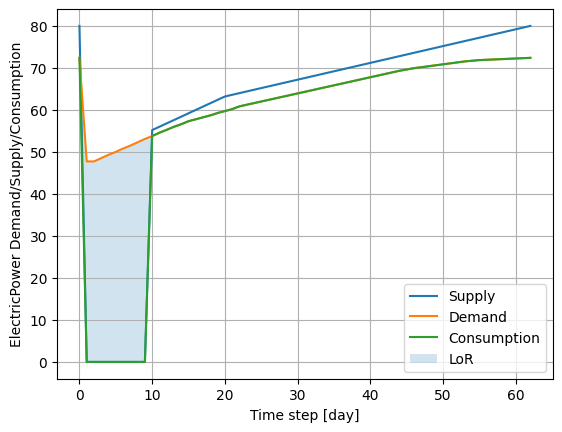 ElectricPower Demand/Supply/Consumption
80
70
60
50
40
30
20
10
0
Supply
Demand
Consumption
LoR
0 10 20 30 40 50 60
Time step [day]